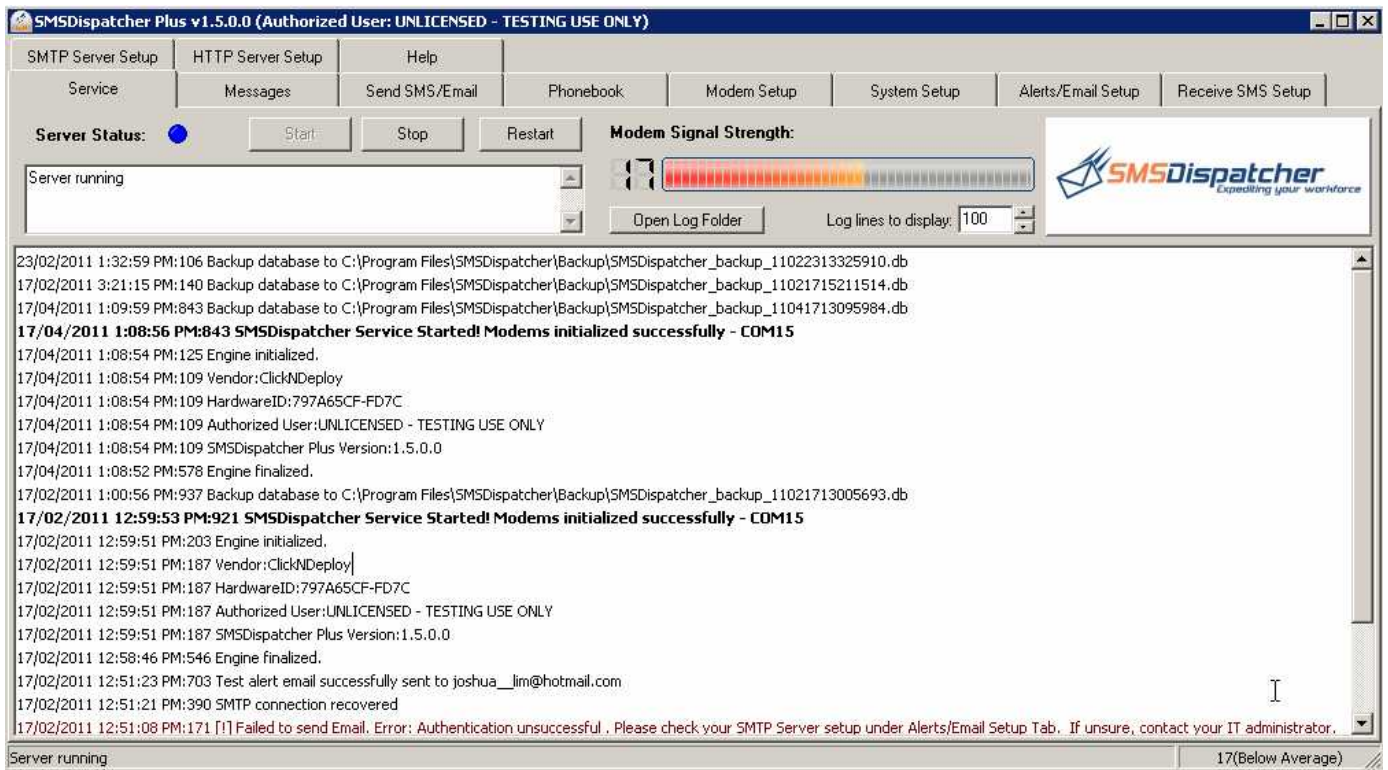 SMSDispatcher Plus v1.5.0.0 (Authorized User: UNLICENSED - TESTING USE ONLY)
SMTP Server Setup HTTP Server Setup Help
Service Messages Send SMS/Email Phonebook Modem Setup System Setup Alerts/Email Setup Receive SMS Setup
Server Status: Start Stop Restart Modem Signal Strength:
Server running
17
SMSDispatcher
Expediting your workforce
Open Log Folder Log lines to display: 100
23/02/2011 1:32:59 PM:106 Backup database to C:\Program Files\SMSDispatcher\Backup\SMSDispatcher_backup_11022313325910.db
17/02/2011 3:21:15 PM:140 Backup database to C:\Program Files\SMSDispatcher\Backup\SMSDispatcher_backup_11021715211514.db
17/04/2011 1:09:59 PM:843 Backup database to C:\Program Files\SMSDispatcher\Backup\SMSDispatcher_backup_11041713095984.db
17/04/2011 1:08:56 PM:843 SMSDispatcher Service Started! Modems initialized successfully - COM15
17/04/2011 1:08:54 PM:125 Engine initialized.
17/04/2011 1:08:54 PM:109 Vendor:ClickNDeploy
17/04/2011 1:08:54 PM:109 HardwareID:797A65CF-FD7C
17/04/2011 1:08:54 PM:109 Authorized User:UNLICENSED - TESTING USE ONLY
17/04/2011 1:08:54 PM:109 SMSDispatcher Plus Version:1.5.0.0
17/04/2011 1:08:52 PM:578 Engine finalized.
17/02/2011 1:00:56 PM:937 Backup database to C:\Program Files\SMSDispatcher\Backup\SMSDispatcher_backup_11021713005693.db
17/02/2011 12:59:53 PM:921 SMSDispatcher Service Started! Modems initialized successfully - COM15
17/02/2011 12:59:51 PM:203 Engine initialized.
17/02/2011 12:59:51 PM:187 Vendor:ClickNDeploy
17/02/2011 12:59:51 PM:187 HardwareID:797A65CF-FD7C
17/02/2011 12:59:51 PM:187 Authorized User:UNLICENSED - TESTING USE ONLY
17/02/2011 12:59:51 PM:187 SMSDispatcher Plus Version:1.5.0.0
17/02/2011 12:58:46 PM:546 Engine finalized.
17/02/2011 12:51:23 PM:703 Test alert email successfully sent to joshua__lim@hotmail.com
17/02/2011 12:51:21 PM:390 SMTP connection recovered
17/02/2011 12:51:08 PM:171 [!] Failed to send Email. Error: Authentication unsuccessful . Please check your SMTP Server setup under Alerts/Email Setup Tab. If unsure, contact your IT administrator.
Server running 17(Below Average)